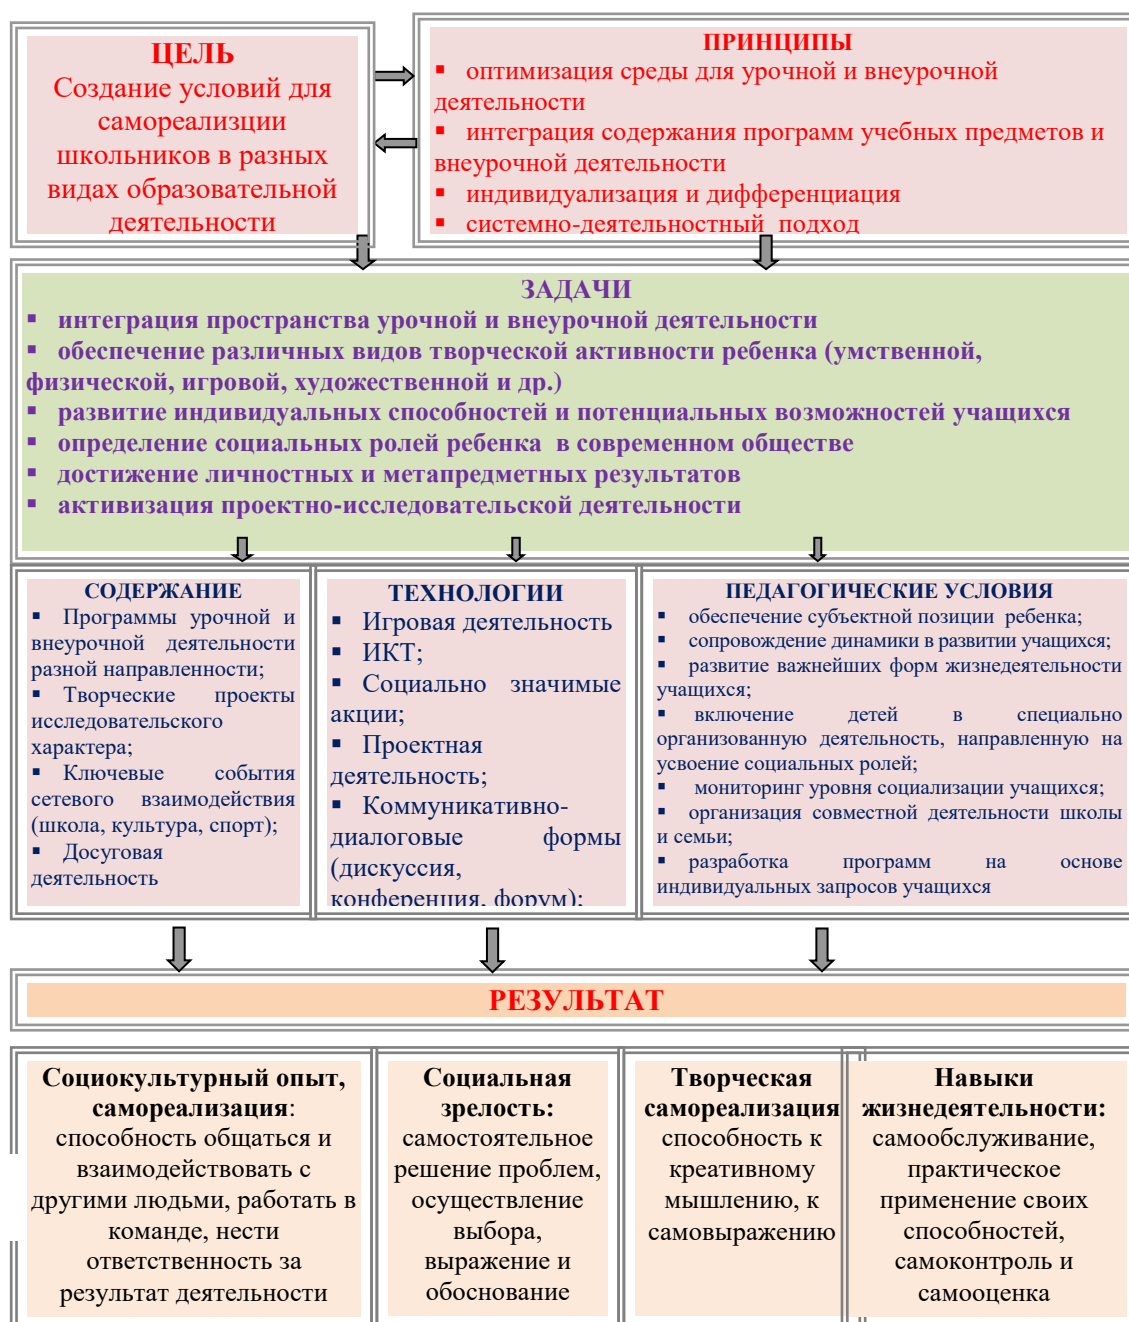 ЦЕЛЬ
Создание условий для
самореализции
школьников в разных
видах образовательной
деятельности
ПРИНЦИПЫ
▪ оптимизация среды для урочной и внеурочной
деятельности
▪ интеграция содержания программ учебных предметов и
внеурочной деятельности
▪ индивидуализация и дифференциация
▪ системно-деятельностный подход
ЗАДАЧИ
▪ интеграция пространства урочной и внеурочной деятельности
▪ обеспечение различных видов творческой активности ребенка (умственной,
физической, игровой, художественной и др.)
▪ развитие индивидуальных способностей и потенциальных возможностей учащихся
▪ определение социальных ролей ребенка в современном обществе
▪ достижение личностных и метапредметных результатов
▪ активизация проектно-исследовательской деятельности
СОДЕРЖАНИЕ
▪ Программы урочной и
внеурочной деятельности
разной направленности;
▪ Творческие проекты
исследовательского
характера;
▪ Ключевые события
сетевого взаимодействия
(школа, культура, спорт);
▪ Досуговая
деятельность
ТЕХНОЛОГИИ
▪ Игровая деятельность
▪ ИКТ;
▪ Социально значимые
акции;
▪ Проектная
деятельность;
▪ Коммуникативно-
диалоговые формы
(дискуссия,
конференция, форум);
ПЕДАГОГИЧЕСКИЕ УСЛОВИЯ
▪ обеспечение субъектной позиции ребенка;
▪ сопровождение динамики в развитии учащихся;
▪ развитие важнейших форм жизнедеятельности
учащихся;
▪ включение детей в специально
организованную деятельность, направленную на
усвоение социальных ролей;
▪ мониторинг уровня социализации учащихся;
▪ организация совместной деятельности школы
и семьи;
▪ разработка программ на основе
индивидуальных запросов учащихся
РЕЗУЛЬТАТ
Социокультурный опыт,
самореализация:
способность общаться и
взаимодействовать с
другими людьми, работать в
команде, нести
ответственность за
результат деятельности
Социальная
зрелость:
самостоятельное
решение проблем,
осуществление
выбора,
выражение и
обоснование
Творческая
самореализация
способность к
креативному
мышлению, к
самовыражению
Навыки
жизнедеятельности:
самообслуживание,
практическое
применение своих
способностей,
самоконтроль и
самооценка